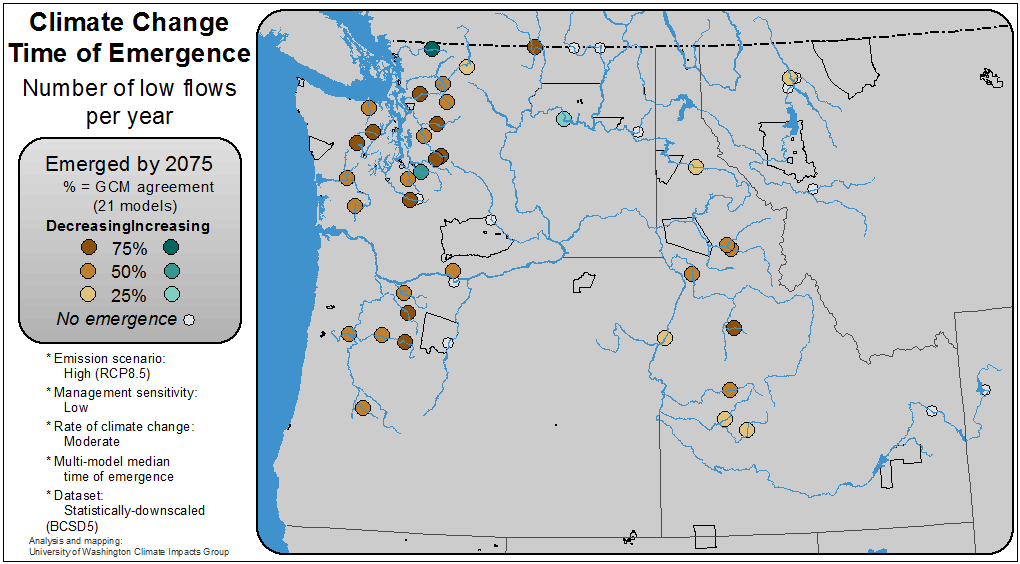 Climate Change
Time of Emergence
Number of low flows
per year
Emerged by 2075
% = GCM agreement
(21 models)
DecreasingIncreasing
75%
50%
25%
No emergence
* Emission scenario:
High (RCP8.5)
* Management sensitivity:
Low
* Rate of climate change:
Moderate
* Multi-model median
time of emergence
* Dataset:
Statistically-downscaled
(BCSD5)
Analysis and mapping:
University of Washington Climate Impacts Group